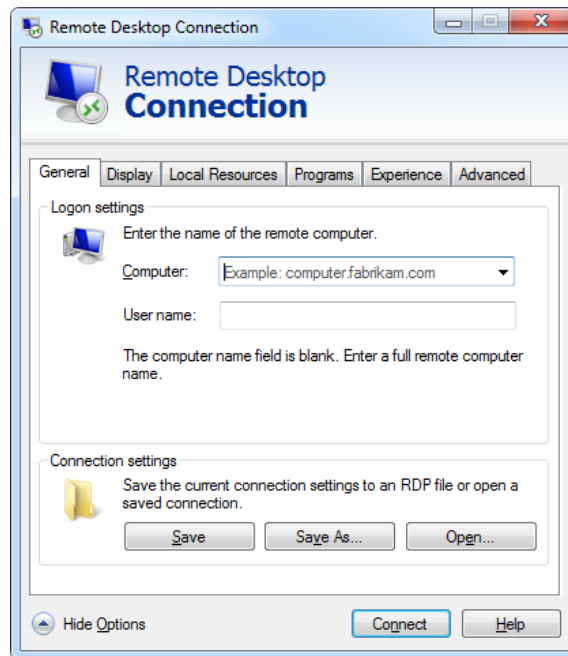 Remote Desktop Connection
Remote Desktop
Connection
General Display Local Resources Programs Experience Advanced
Logon settings
Enter the name of the remote computer.
Computer: Example: computer.fabrikam.com
User name:
The computer name field is blank. Enter a full remote computer
name.
Connection settings
Save the current connection settings to an RDP file or open a
saved connection.
Save Save As... Open...
Hide Options Connect Help